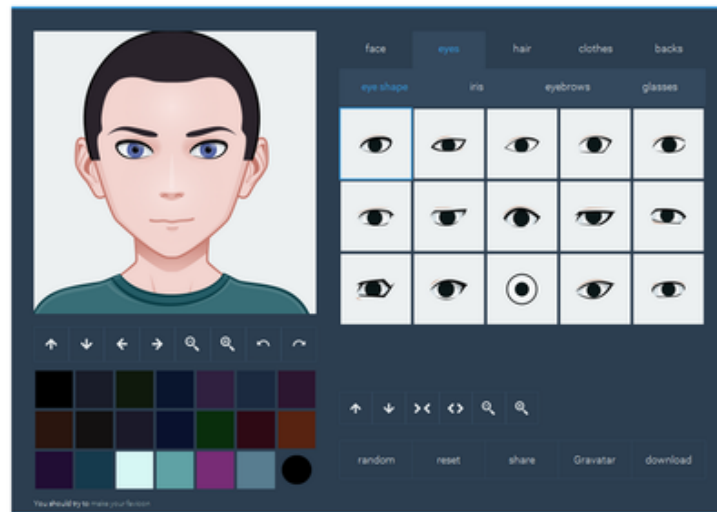 face eyes hair clothes backs
eye shape iris eyebrows glasses
random reset share Gravatar download
You should try to make your favicon.